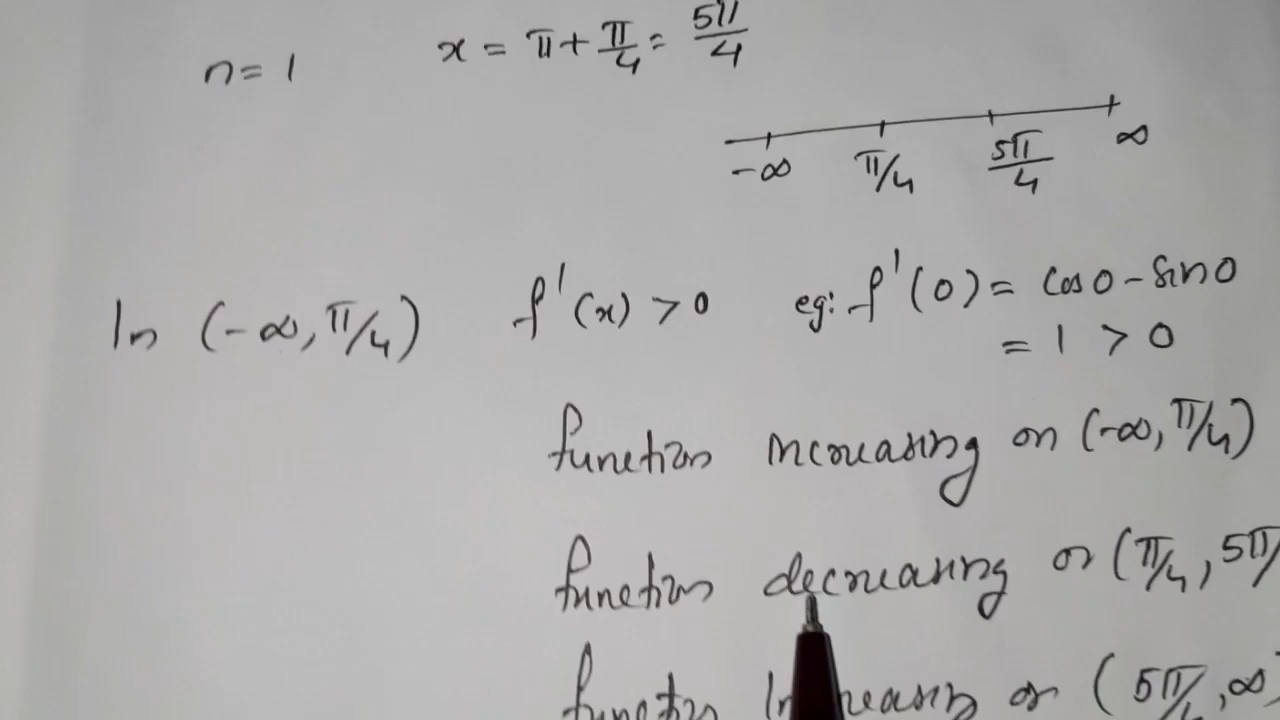 n = 1 x = π + π/4 = 5π/4
-∞ π/4 5π/4 ∞
In (-∞, π/4) f'(x) > 0 eg: f'(0) = cos 0 - sin 0
= 1 > 0
function increasing on (-∞, π/4)
function decreasing on (π/4, 5π/
function Increasing on ( 5π/4, ∞)